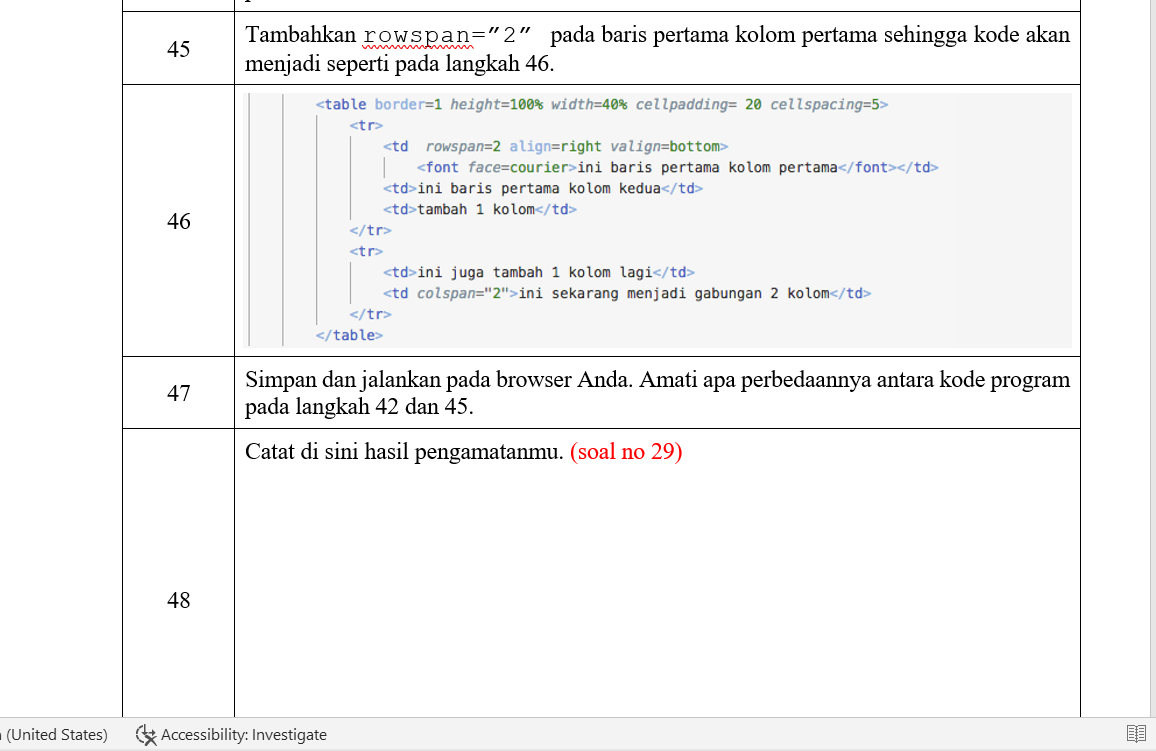 45
Tambahkan rowspan=″2″ pada baris pertama kolom pertama sehingga kode akan
menjadi seperti pada langkah 46.
46
<table border=1 height=100% width=40% cellpadding= 20 cellspacing=5>
<tr>
<td  rowspan=2 align=right valign=bottom>
<font face=courier>ini baris pertama kolom pertama</font></td>
<td>ini baris pertama kolom kedua</td>
<td>tambah 1 kolom</td>
</tr>
<tr>
<td>ini juga tambah 1 kolom lagi</td>
<td colspan="2">ini sekarang menjadi gabungan 2 kolom</td>
</tr>
</table>
47
Simpan dan jalankan pada browser Anda. Amati apa perbedaannya antara kode program
pada langkah 42 dan 45.
Catat di sini hasil pengamatanmu. (soal no 29)
48
(United States)
Accessibility: Investigate